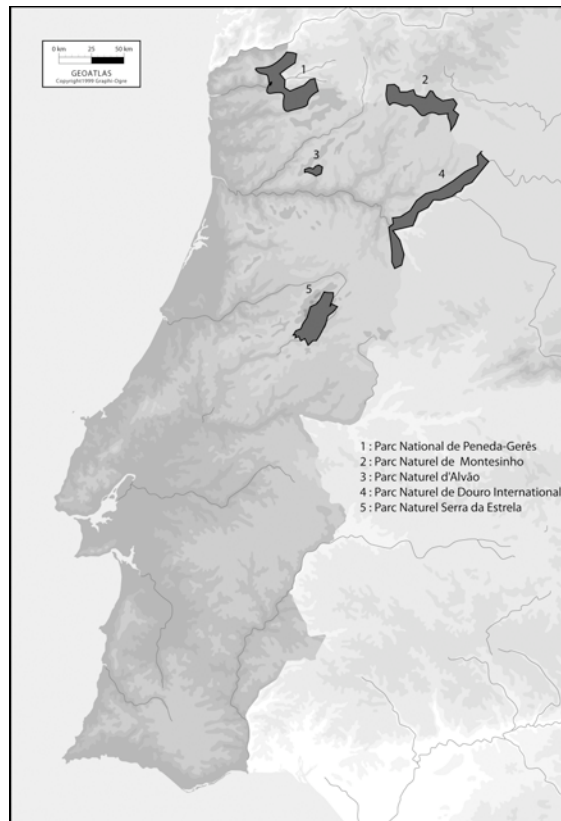 0 km 25 50 km
GEOATLAS
Copyright1999 Graphi-Ogre
1
2
3
4
5
1 : Parc National de Peneda-Gerês
2 : Parc Naturel de Montesinho
3 : Parc Naturel d'Alvão
4 : Parc Naturel de Douro International
5 : Parc Naturel Serra da Estrela